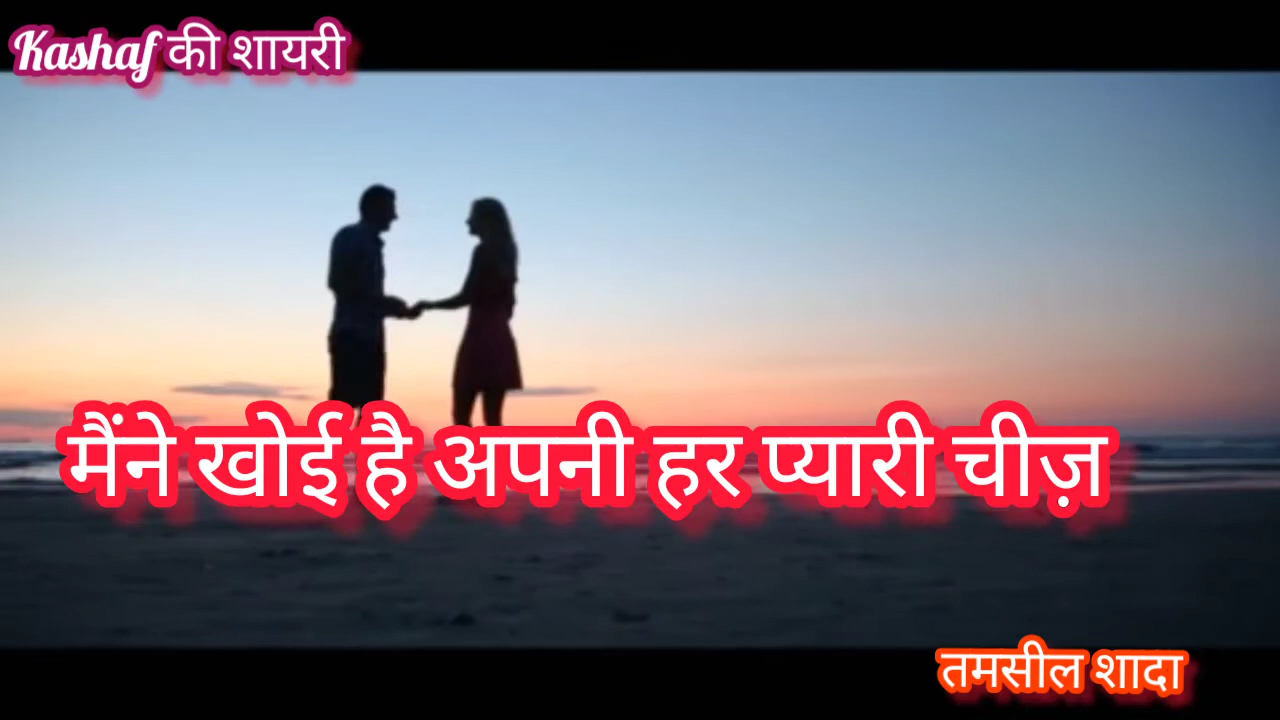 Kashaf की शायरी
मैंने खोई है अपनी हर प्यारी चीज़
तमसील शादा